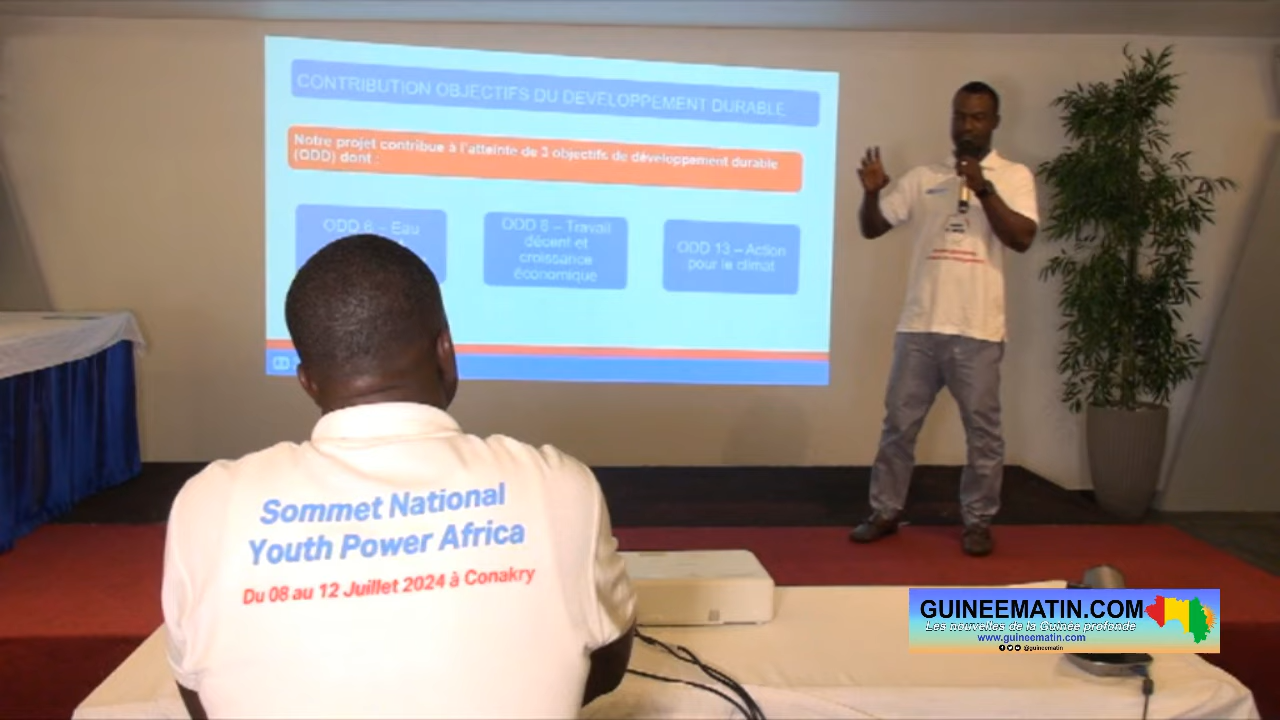 CONTRIBUTION OBJECTIFS DU DEVELOPPEMENT DURABLE
Notre projet contribue à l'atteinte de 3 objectifs de développement durable
(ODD) dont :
ODD 6 – Eau
ODD 8 – Travail
décent et
croissance
économique
ODD 13 – Action
pour le climat
Sommet National
Youth Power Africa
Du 08 au 12 Juillet 2024 à Conakry
GUINEEMATIN.COM
Les nouvelles de la Guinée profonde
www.guineematin.com
@guineematin